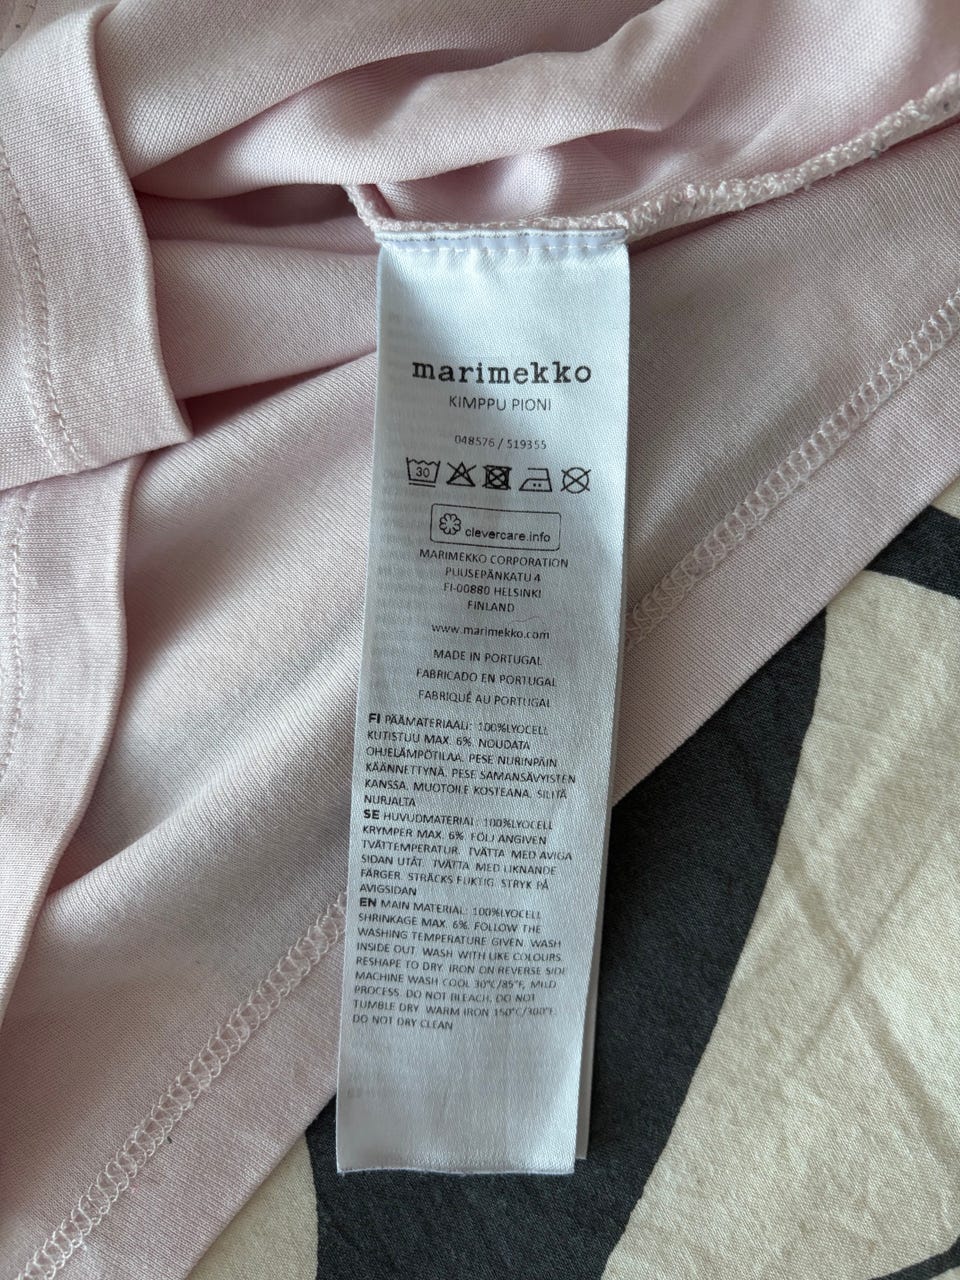 marimekko
KIMPPU PIONI
048576 / 519355
30
clevercare.info
MARIMEKKO CORPORATION
PUUSEPÄNKATU 4
FI-00880 HELSINKI
FINLAND
www.marimekko.com
MADE IN PORTUGAL
FABRICADO EN PORTUGAL
FABRIQUÉ AU PORTUGAL
FI PÄÄMATERIAALI: 100%LYOCELL
KUTISTUU MAX. 6%. NOUDATA
OHJELÄMPÖTILAA. PESE NURINPÄIN
KÄÄNNETTYNÄ. PESE SAMANSÄVYISTEN
KANSSA. MUOTOILE KOSTEANA. SILITÄ
NURJALTA
SE HUVUDMATERIAL: 100%LYOCELL
KRYMPER MAX. 6%. FÖLJ ANGIVEN
TVÄTTEMPERATUR. TVÄTTA MED AVIGA
SIDAN UTÅT. TVÄTTA MED LIKNANDE
FÄRGER. STRÄCKS FUKTIG. STRYK PÅ
AVIGSIDAN
EN MAIN MATERIAL: 100%LYOCELL
SHRINKAGE MAX. 6%. FOLLOW THE
WASHING TEMPERATURE GIVEN. WASH
INSIDE OUT. WASH WITH LIKE COLOURS.
RESHAPE TO DRY. IRON ON REVERSE SIDE
MACHINE WASH COOL 30°C/85°F, MILD
PROCESS. DO NOT BLEACH. DO NOT
TUMBLE DRY. WARM IRON 150°C/300°F.
DO NOT DRY CLEAN